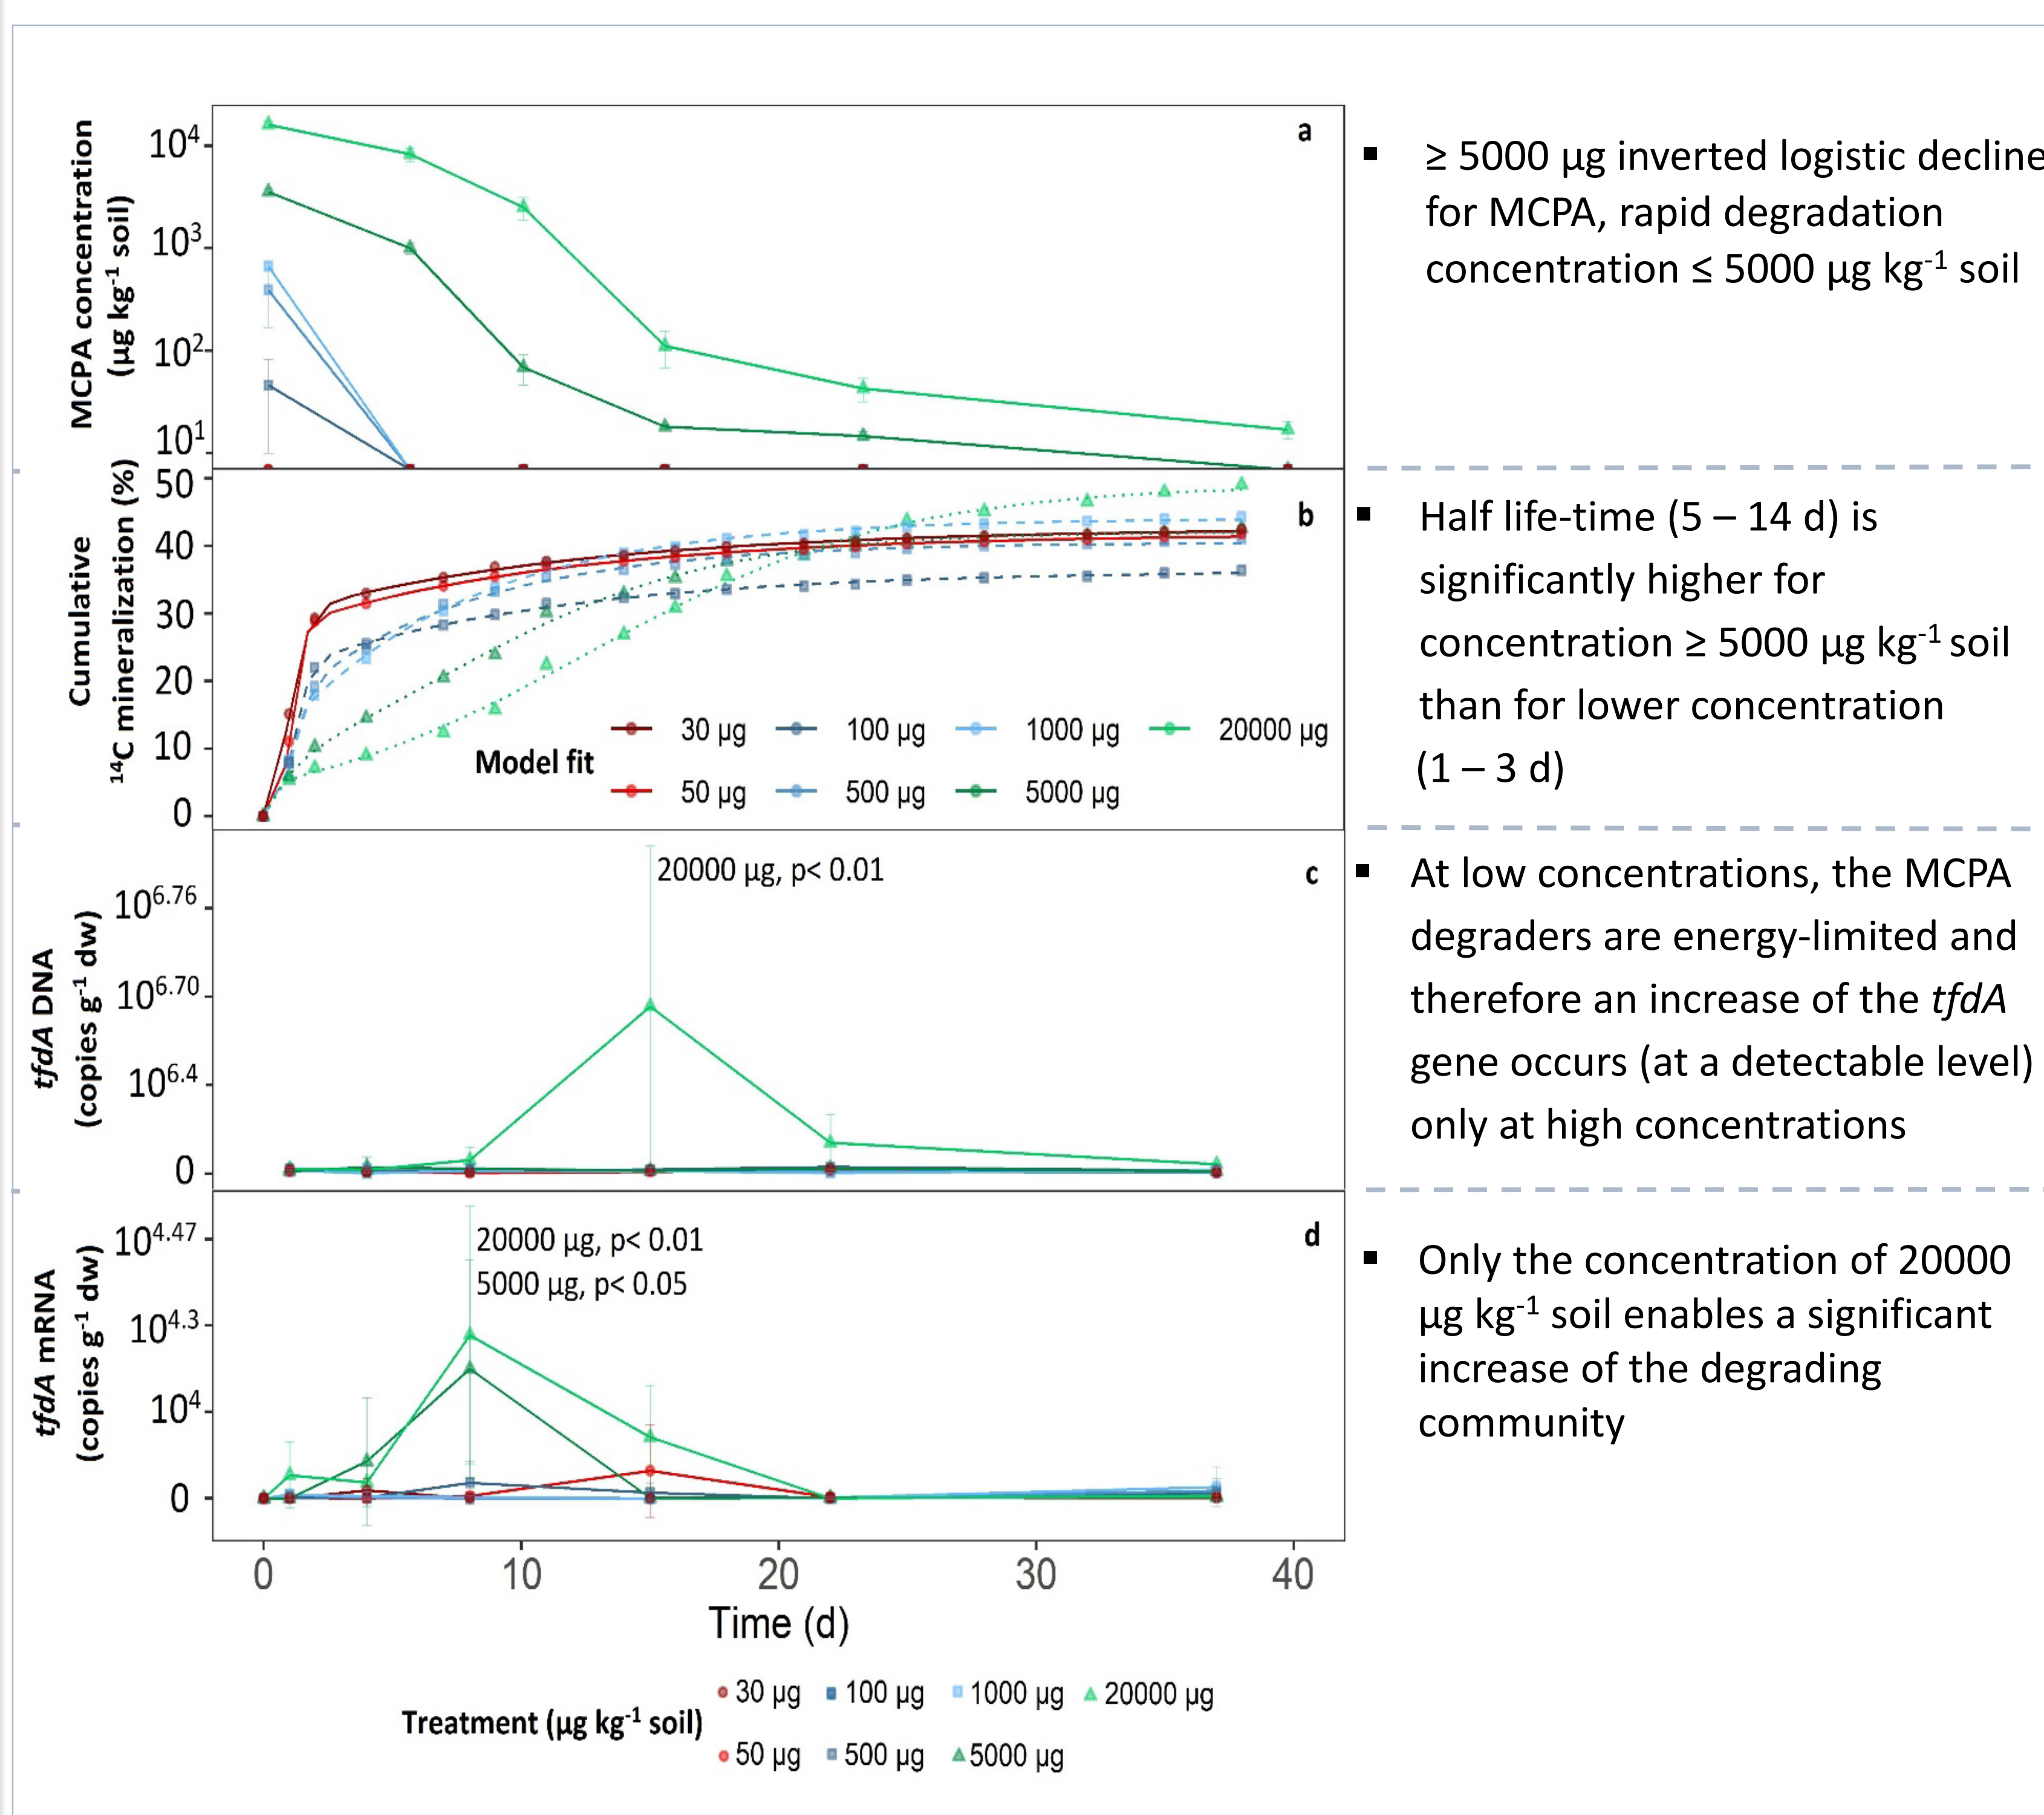 MCPA concentration
(µg kg⁻¹ soil)
10⁴
10³
10²
10¹
a
▪ ≥ 5000 µg inverted logistic decline
for MCPA, rapid degradation
concentration ≤ 5000 µg kg⁻¹ soil
Cumulative
¹⁴C mineralization (%)
50
40
30
20
10
0
b
Model fit
30 µg 100 µg 1000 µg 20000 µg
50 µg 500 µg 5000 µg
▪ Half life-time (5 – 14 d) is
significantly higher for
concentration ≥ 5000 µg kg⁻¹ soil
than for lower concentration
(1 – 3 d)
tfdA DNA
(copies g⁻¹ dw)
10⁶·⁷⁶
10⁶·⁷⁰
10⁶·⁴
0
20000 µg, p< 0.01
c
▪ At low concentrations, the MCPA
degraders are energy-limited and
therefore an increase of the tfdA
gene occurs (at a detectable level)
only at high concentrations
tfdA mRNA
(copies g⁻¹ dw)
10⁴·⁴⁷
10⁴·³
10⁴
0
20000 µg, p< 0.01
5000 µg, p< 0.05
d
▪ Only the concentration of 20000
µg kg⁻¹ soil enables a significant
increase of the degrading
community
0 10 20 30 40
Time (d)
Treatment (µg kg⁻¹ soil)
30 µg 100 µg 1000 µg 20000 µg
50 µg 500 µg 5000 µg